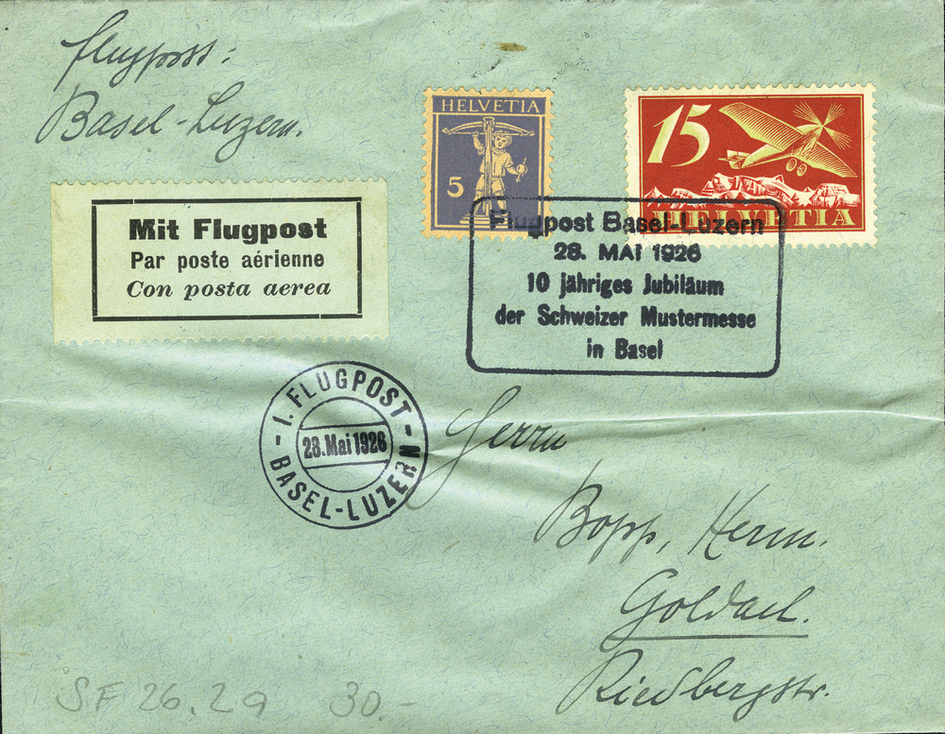 flugpost:
Basel-Luzern.
HELVETIA
5
15
HELVETIA
Mit Flugpost
Par poste aérienne
Con posta aerea
Flugpost Basel-Luzern
28. MAI 1926
10 jähriges Jubiläum
der Schweizer Mustermesse
in Basel
I. FLUGPOST
28. Mai 1926
BASEL-LUZERN
Herrn
Bopp, Herm.
Goldach.
Riedbergstr.
SF 26.29 30.-